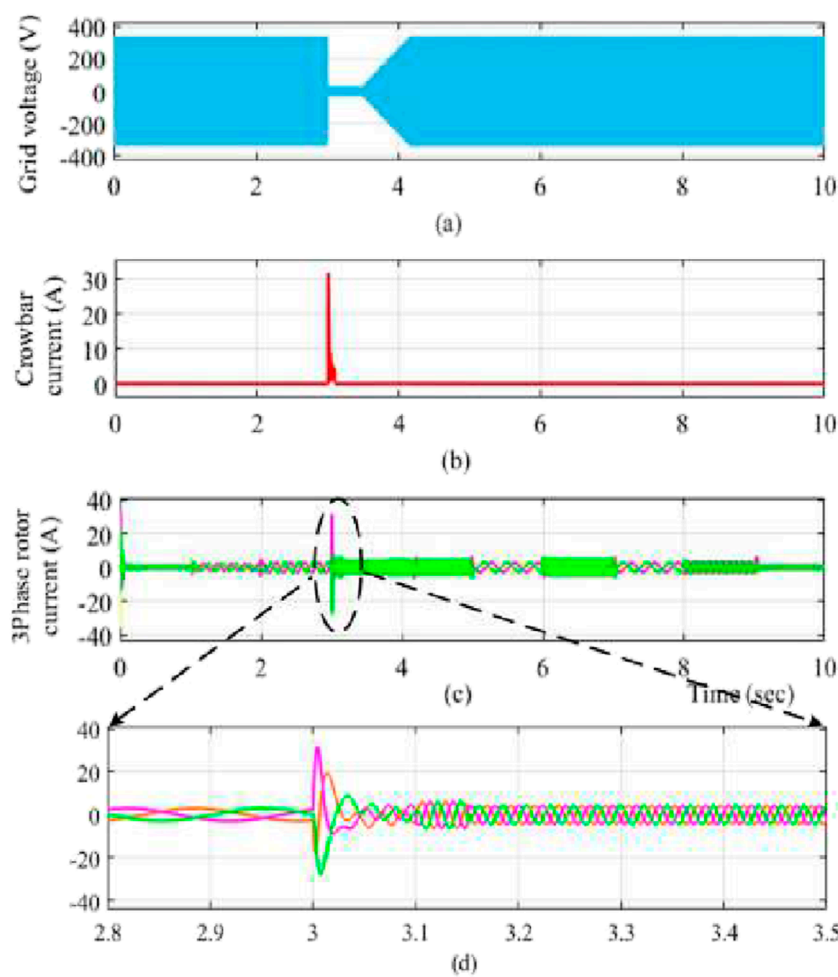 Grid voltage (V)
400
200
0
-200
-400
0 2 4 6 8 10
(a)
Crowbar
current (A)
30
20
10
0
0 2 4 6 8 10
(b)
3Phase rotor
current (A)
40
20
0
-20
-40
0 2 4 6 8 10
(c) Time (sec)
40
20
0
-20
-40
2.8 2.9 3 3.1 3.2 3.3 3.4 3.5
(d)